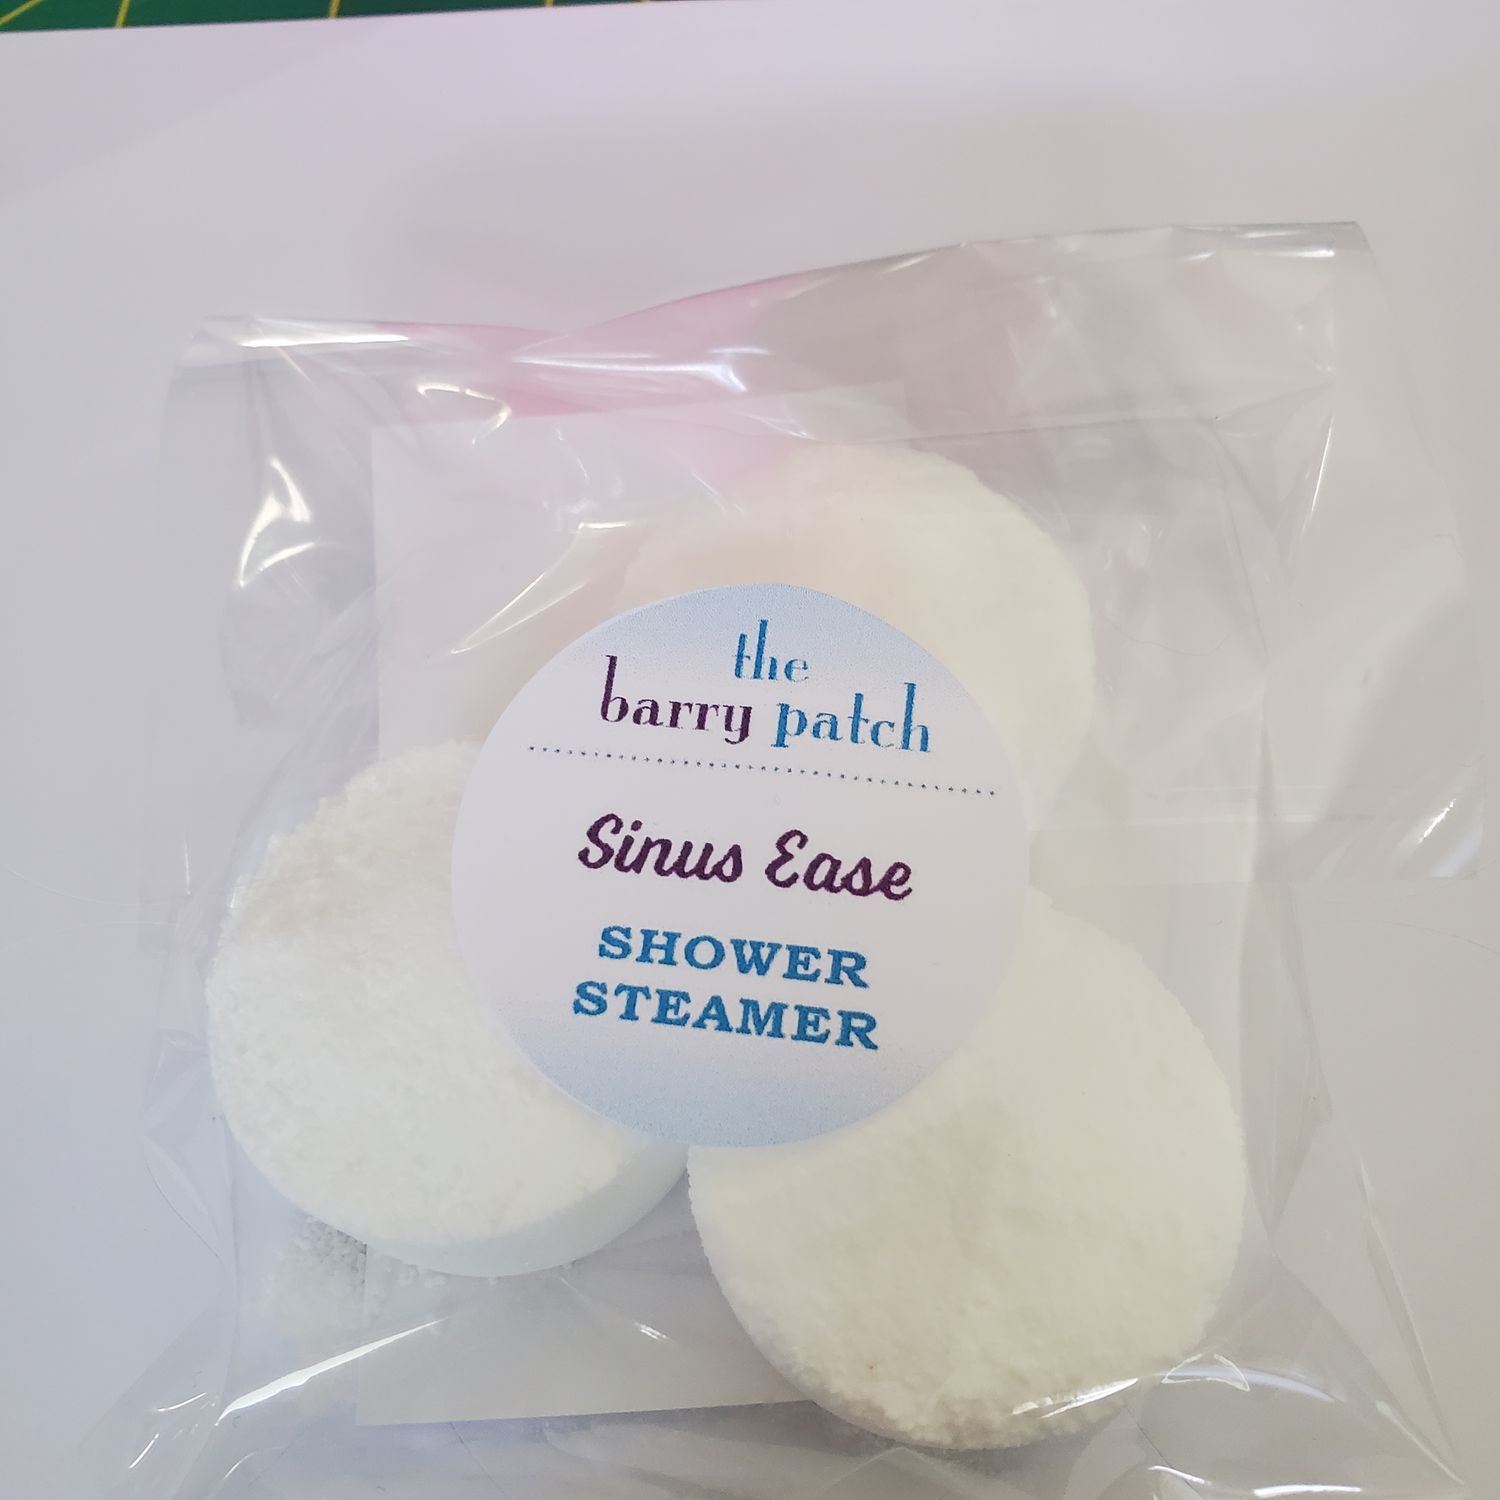 the
barry patch
Sinus Ease
SHOWER
STEAMER